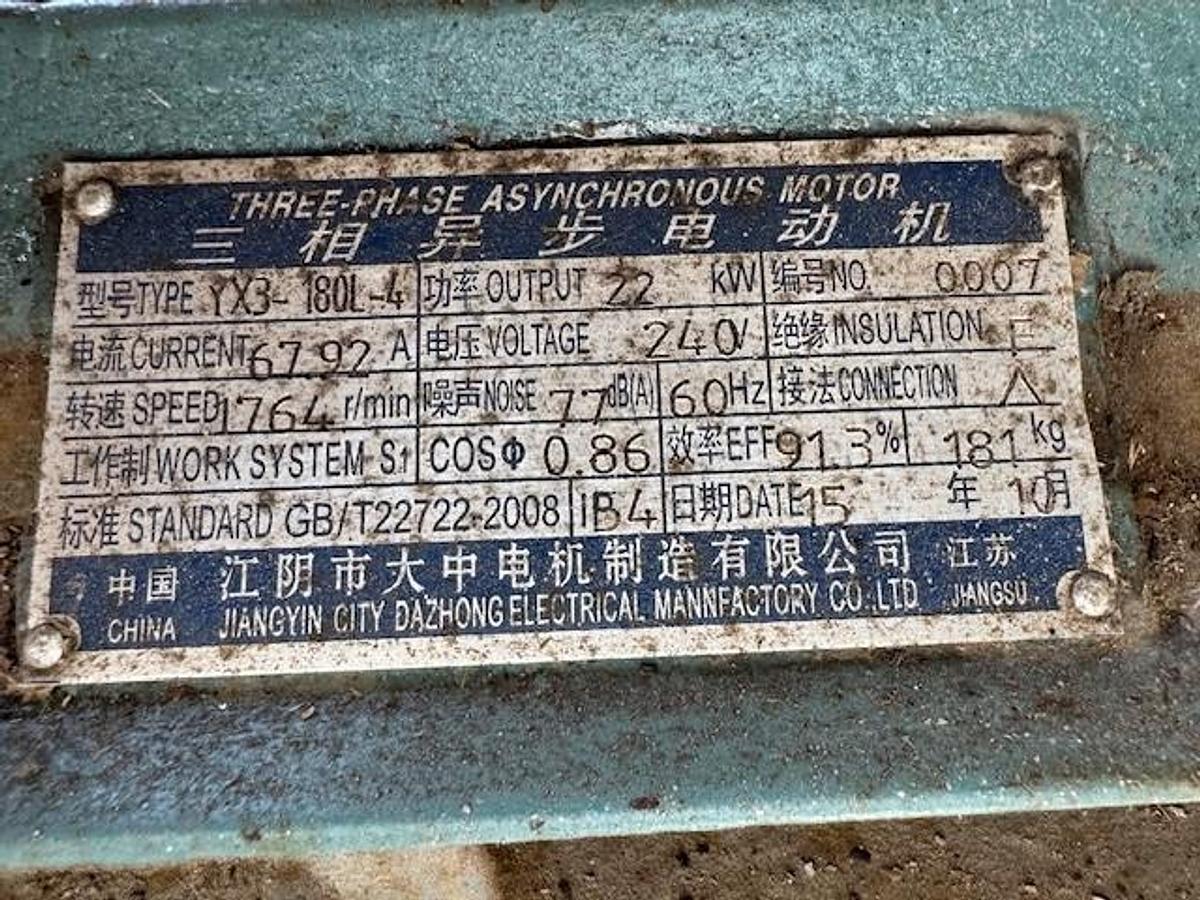 THREE-PHASE ASYNCHRONOUS MOTOR
三相异步电动机
型号TYPE YX3-180L-4 功率OUTPUT 22 kW 编号NO. 0007
电流CURRENT 67.92 A 电压VOLTAGE 240V 绝缘INSULATION F
转速SPEED 1764 r/min 噪声NOISE 77 dB(A) 60Hz 接法CONNECTION △
工作制WORK SYSTEM S1 COSΦ 0.86 效率EFF 91.3% 181 kg
标准STANDARD GB/T22722-2008 1B4 日期DATE 15 年 10月
中国 江阴市大中电机制造有限公司 江苏
CHINA JIANGYIN CITY DAZHONG ELECTRICAL MANNFACTORY CO.,LTD. JIANGSU.